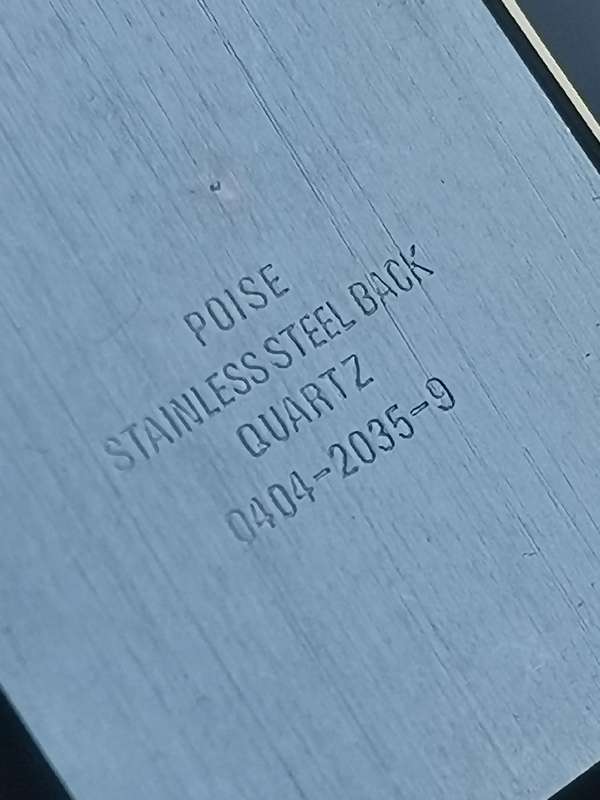 POISE
STAINLESS STEEL BACK
QUARTZ
0404-2035-9